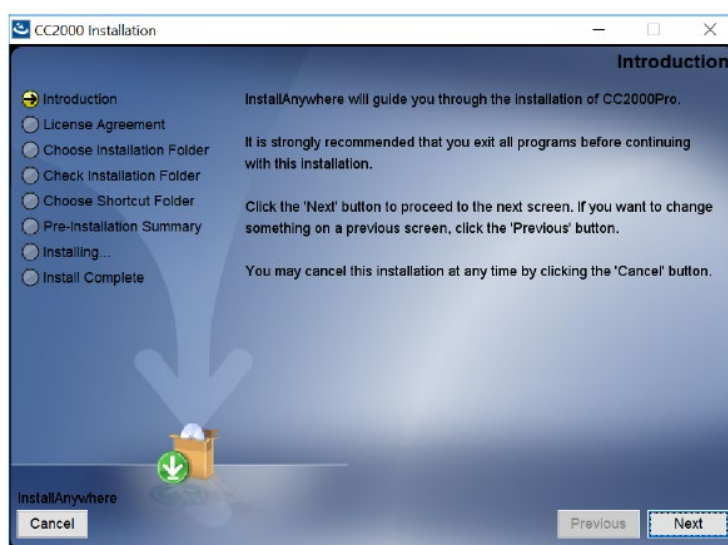 CC2000 Installation
Introduction
Introduction
License Agreement
Choose Installation Folder
Check Installation Folder
Choose Shortcut Folder
Pre-Installation Summary
Installing...
Install Complete
InstallAnywhere will guide you through the installation of CC2000Pro.
It is strongly recommended that you exit all programs before continuing
with this installation.
Click the 'Next' button to proceed to the next screen. If you want to change
something on a previous screen, click the 'Previous' button.
You may cancel this installation at any time by clicking the 'Cancel' button.
InstallAnywhere
Cancel
Previous
Next